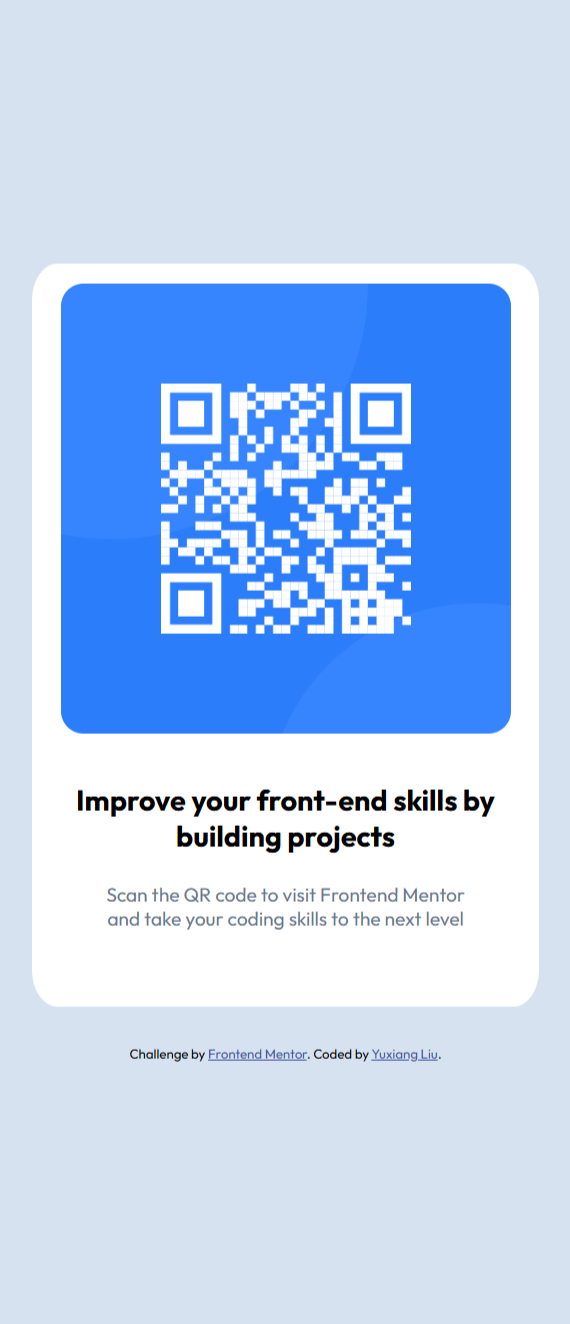 Improve your front-end skills by
building projects
Scan the QR code to visit Frontend Mentor
and take your coding skills to the next level
Challenge by Frontend Mentor. Coded by Yuxiang Liu.